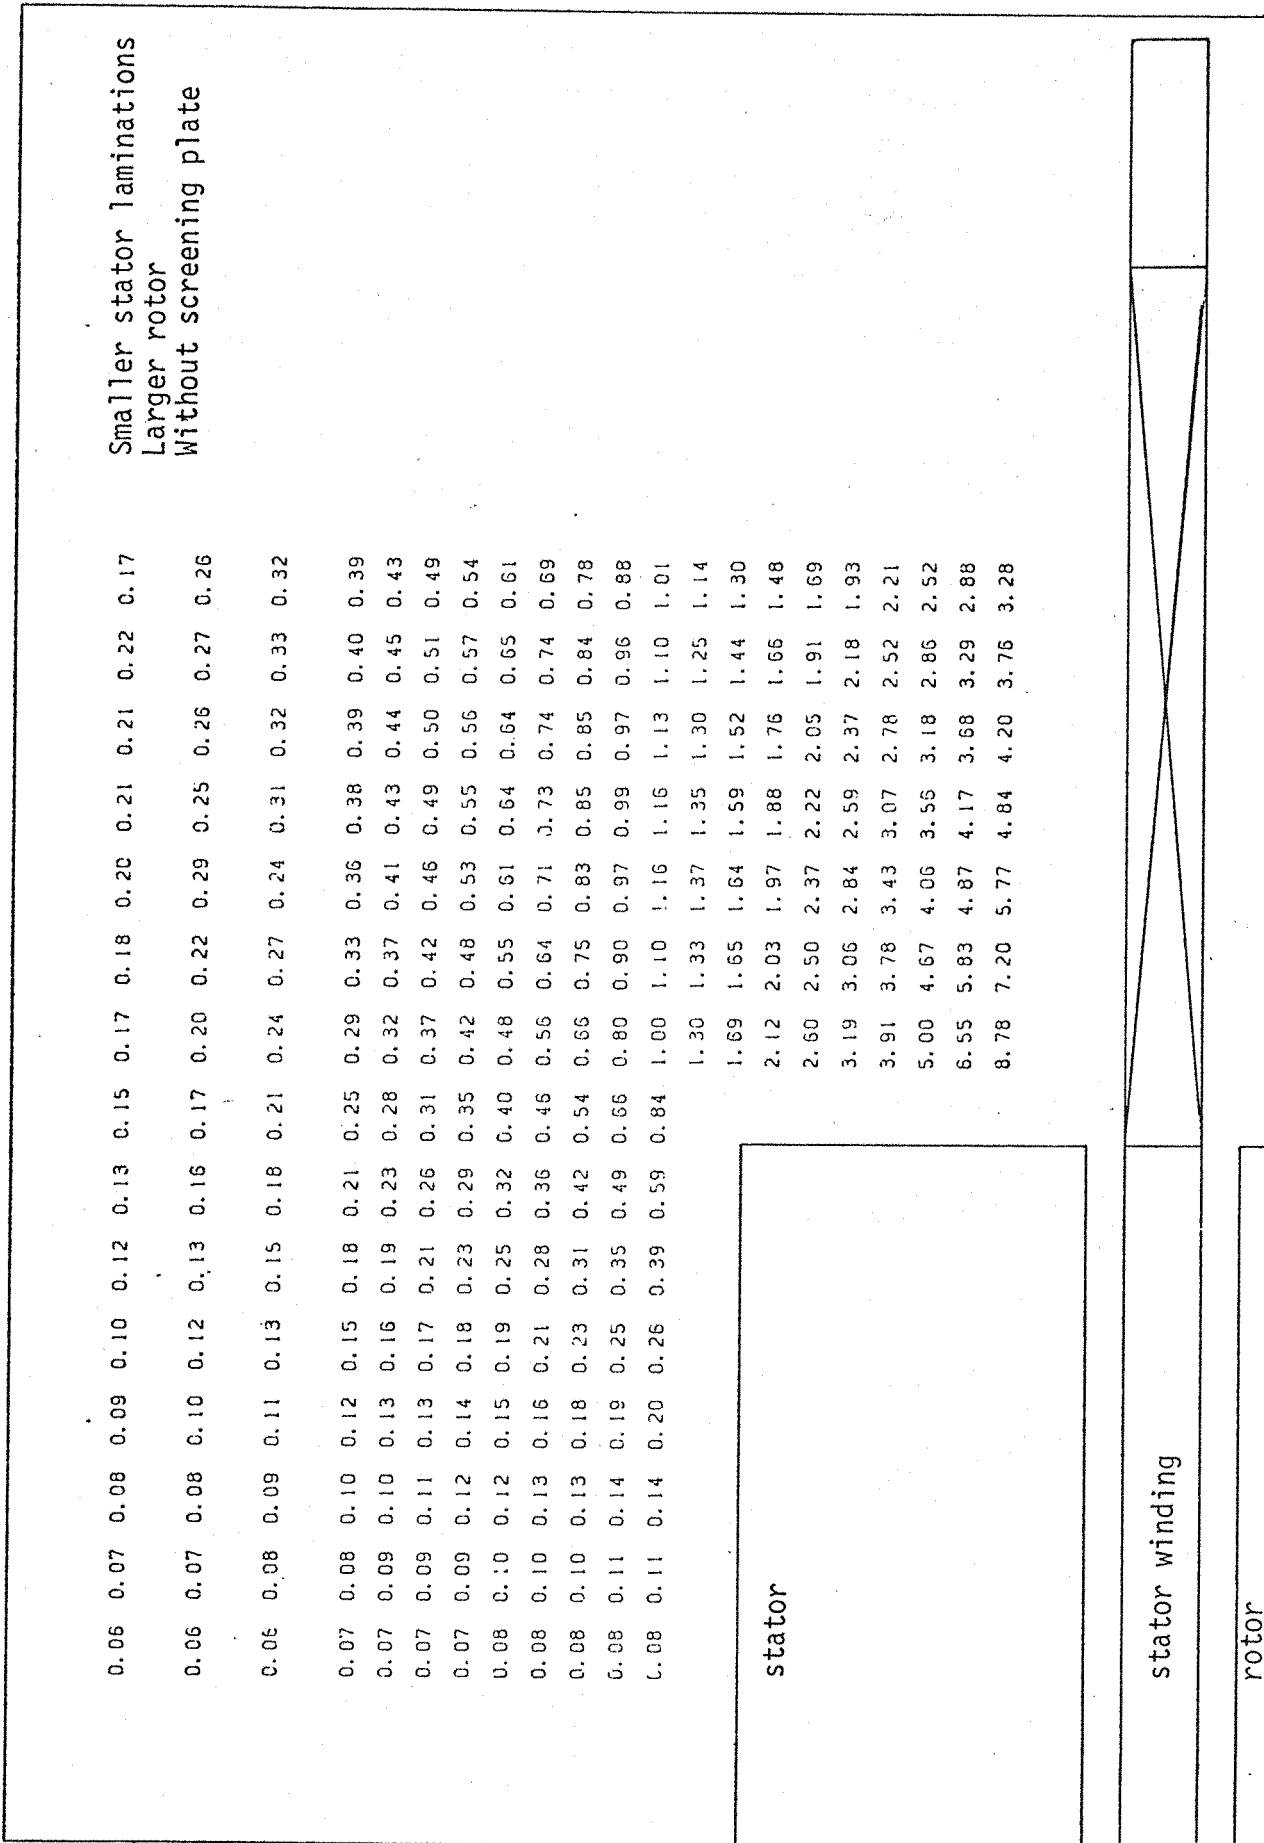 Smaller stator laminations
Larger rotor
Without screening plate
0.06 0.07 0.08 0.09 0.10 0.12 0.13 0.15 0.17 0.18 0.20 0.21 0.21 0.22 0.17
0.06 0.07 0.08 0.10 0.12 0.13 0.16 0.17 0.20 0.22 0.29 0.25 0.26 0.27 0.26
0.06 0.08 0.09 0.11 0.13 0.15 0.18 0.21 0.24 0.27 0.24 0.31 0.32 0.33 0.32
0.07 0.08 0.10 0.12 0.15 0.18 0.21 0.25 0.29 0.33 0.36 0.38 0.39 0.40 0.39
0.07 0.09 0.10 0.13 0.16 0.19 0.23 0.28 0.32 0.37 0.41 0.43 0.44 0.45 0.43
0.07 0.09 0.11 0.13 0.17 0.21 0.26 0.31 0.37 0.42 0.46 0.49 0.50 0.51 0.49
0.07 0.09 0.12 0.14 0.18 0.23 0.29 0.35 0.42 0.48 0.53 0.55 0.56 0.57 0.54
0.08 0.10 0.12 0.15 0.19 0.25 0.32 0.40 0.48 0.55 0.61 0.64 0.64 0.65 0.61
0.08 0.10 0.13 0.16 0.21 0.28 0.36 0.46 0.56 0.64 0.71 0.73 0.74 0.74 0.69
0.08 0.10 0.13 0.18 0.23 0.31 0.42 0.54 0.66 0.75 0.83 0.85 0.85 0.84 0.78
0.08 0.11 0.14 0.19 0.25 0.35 0.49 0.66 0.80 0.90 0.97 0.99 0.97 0.96 0.88
0.08 0.11 0.14 0.20 0.26 0.39 0.59 0.84 1.00 1.10 1.16 1.16 1.13 1.10 1.01
1.30 1.33 1.37 1.35 1.30 1.25 1.14
1.69 1.65 1.64 1.59 1.52 1.44 1.30
2.12 2.03 1.97 1.88 1.76 1.66 1.48
2.60 2.50 2.37 2.22 2.05 1.91 1.69
3.19 3.06 2.84 2.59 2.37 2.18 1.93
3.91 3.78 3.43 3.07 2.78 2.52 2.21
5.00 4.67 4.06 3.56 3.18 2.86 2.52
6.55 5.83 4.87 4.17 3.68 3.29 2.88
8.78 7.20 5.77 4.84 4.20 3.76 3.28
stator
stator winding
rotor